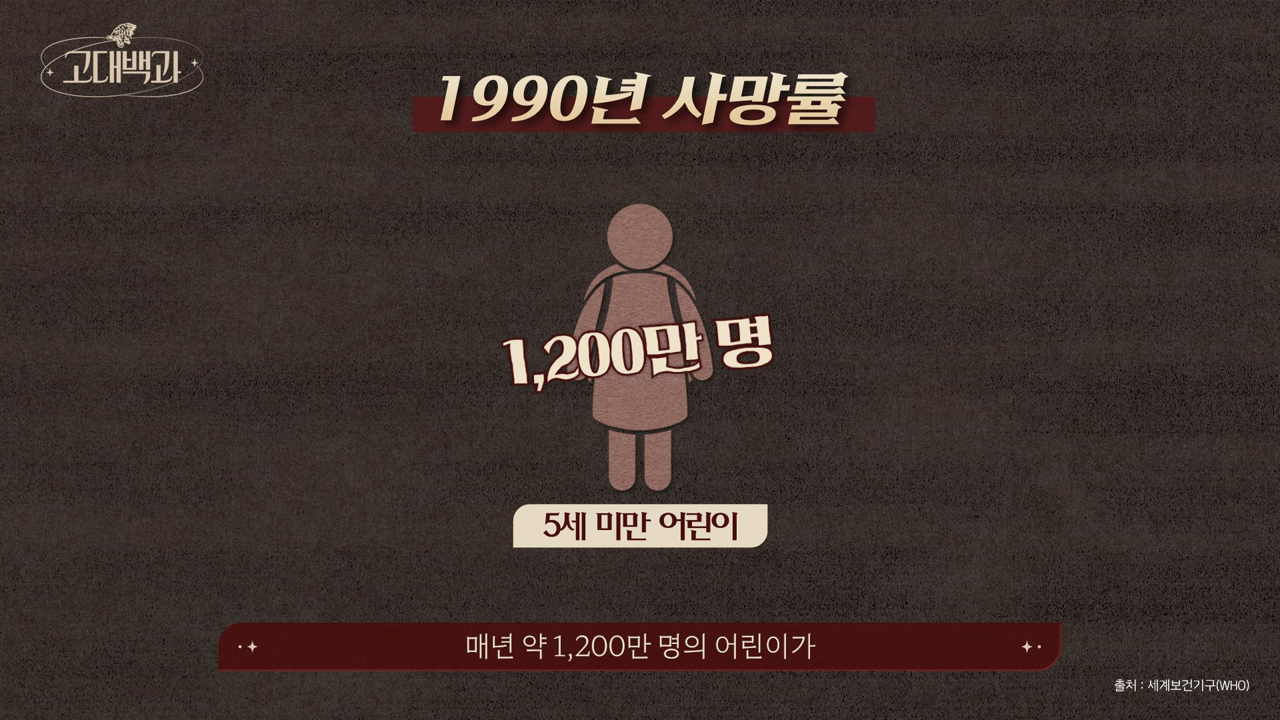 고대백과
1990년 사망률
1,200만 명
5세 미만 어린이
매년 약 1,200만 명의 어린이가
출처 : 세계보건기구(WHO)